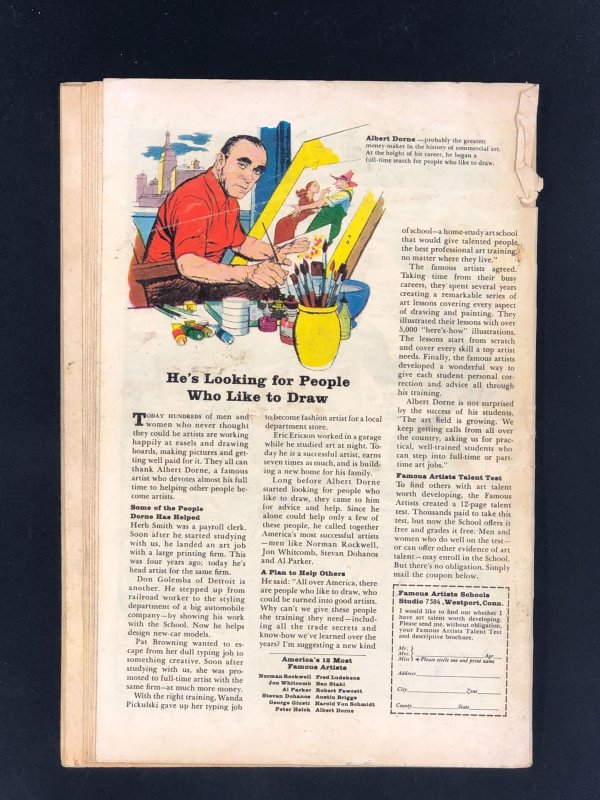 Albert Dorne—probably the greatest
money-maker in the history of commercial art.
At the height of his career, he began a
full-time search for people who like to draw.
He's Looking for People
Who Like to Draw
TODAY HUNDREDS of men and
women who never thought
they could be artists are working
happily at easels and drawing
boards, making pictures and get-
ting well paid for it. They all can
thank Albert Dorne, a famous
artist who devotes almost his full
time to helping other people be-
come artists.
Some of the People
Dorne Has Helped
Herb Smith was a payroll clerk.
Soon after he started studying
with us, he landed an art job
with a large printing firm. This
was four years ago; today he's
head artist for the same firm.
Don Golemba of Detroit is
another. He stepped up from
railroad worker to the styling
department of a big automobile
company—by showing his work
with the School. Now he helps
design new-car models.
Pat Browning wanted to es-
cape from her dull typing job to
something creative. Soon after
studying with us, she was pro-
moted to full-time artist with the
same firm—at much more money.
With the right training, Wanda
Pickulski gave up her typing job
to become fashion artist for a local
department store.
Eric Ericson worked in a garage
while he studied art at night. To-
day he is a successful artist, earns
seven times as much, and is build-
ing a new home for his family.
Long before Albert Dorne
started looking for people who
like to draw, they came to him
for advice and help. Since he
alone could help only a few of
these people, he called together
America's most successful artists
—men like Norman Rockwell,
Jon Whitcomb, Stevan Dohanos
and Al Parker.
A Plan to Help Others
He said: "All over America, there
are people who like to draw, who
could be turned into good artists.
Why can't we give these people
the training they need—includ-
ing all the trade secrets and
know-how we've learned over the
years? I'm suggesting a new kind
America's 12 Most
Famous Artists
Norman Rockwell Fred Ludekens
Jon Whitcomb Ben Stahl
Al Parker Robert Fawcett
Stevan Dohanos Austin Briggs
George Giusti Harold Von Schmidt
Peter Helck Albert Dorne
of school—a home-study art school
that would give talented people
the best professional art training,
no matter where they live."
The famous artists agreed.
Taking time from their busy
careers, they spent several years
creating, a remarkable series of
art lessons covering every aspect
of drawing and painting. They
illustrated their lessons with over
5,000 "here's-how" illustrations.
The lessons start from scratch
and cover every skill a top artist
needs. Finally, the famous artists
developed a wonderful way to
give each student personal cor-
rection and advice all through
his training.
Albert Dorne is not surprised
by the success of his students.
"The art field is growing. We
keep getting calls from all over
the country, asking us for prac-
tical, well-trained students who
can step into full-time or part-
time art jobs."
Famous Artists Talent Test
To find others with art talent
worth developing, the Famous
Artists created a 12-page talent
test. Thousands paid to take this
test, but now the School offers it
free and grades it free. Men and
women who do well on the test—
or can offer other evidence of art
talent—may enroll in the School.
But there's no obligation. Simply
mail the coupon below.
Famous Artists Schools
Studio 7586, Westport, Conn.
I would like to find out whether I
have art talent worth developing.
Please send me, without obligation,
your Famous Artists Talent Test
and descriptive brochure.
Mr.
Mrs. Age
Miss Please circle one and print name
Address
City Zone
County State